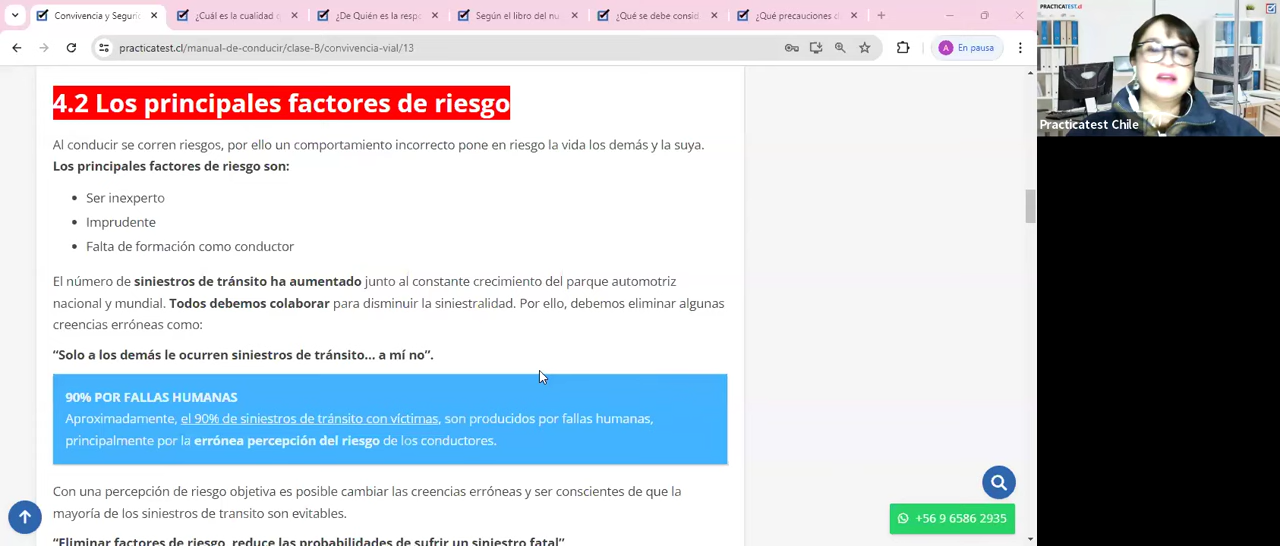 Convivencia y Seguri
¿Cuál es la cualidad
¿De Quién es la resp
Según el libro del nu
¿Qué se debe consid
¿Qué precauciones d
practicatest.cl/manual-de-conducir/clase-B/convivencia-vial/13
A En pausa
PRACTICATEST.cl
Practicatest Chile
4.2 Los principales factores de riesgo
Al conducir se corren riesgos, por ello un comportamiento incorrecto pone en riesgo la vida los demás y la suya.
Los principales factores de riesgo son:
• Ser inexperto
• Imprudente
• Falta de formación como conductor
El número de siniestros de tránsito ha aumentado junto al constante crecimiento del parque automotriz
nacional y mundial. Todos debemos colaborar para disminuir la siniestralidad. Por ello, debemos eliminar algunas
creencias erróneas como:
“Solo a los demás le ocurren siniestros de tránsito... a mí no”.
90% POR FALLAS HUMANAS
Aproximadamente, el 90% de siniestros de tránsito con víctimas, son producidos por fallas humanas,
principalmente por la errónea percepción del riesgo de los conductores.
Con una percepción de riesgo objetiva es posible cambiar las creencias erróneas y ser conscientes de que la
mayoría de los siniestros de transito son evitables.
“Eliminar factores de riesgo, reduce las probabilidades de sufrir un siniestro fatal”
+56 9 6586 2935